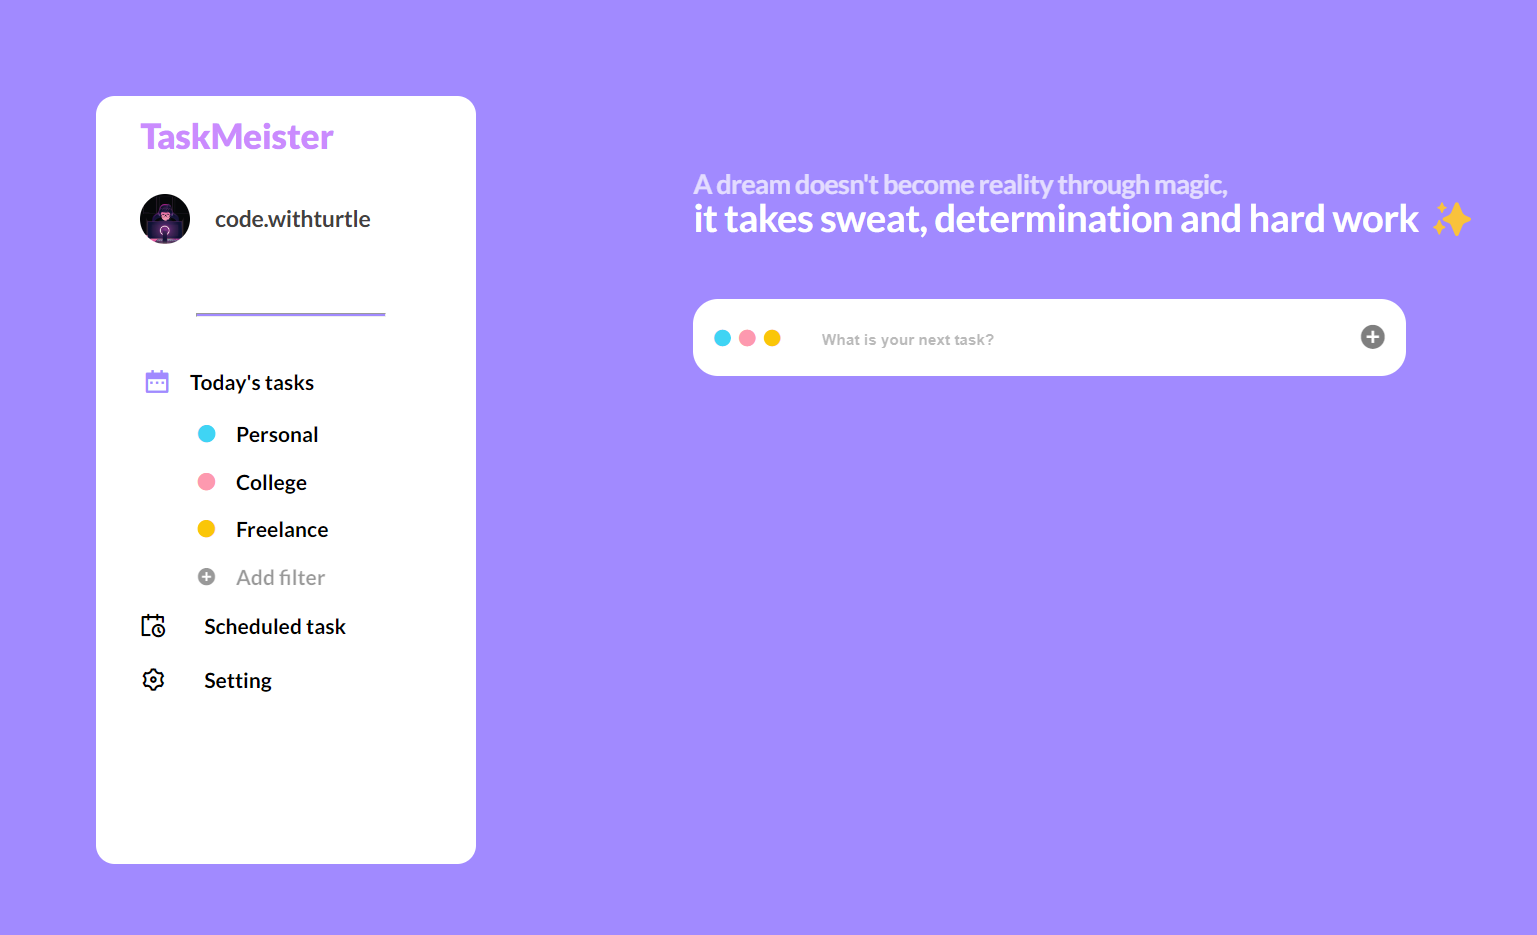 TaskMeister
code.withturtle
Today's tasks
Personal
College
Freelance
Add filter
Scheduled task
Setting
A dream doesn't become reality through magic,
it takes sweat, determination and hard work ✨
What is your next task?